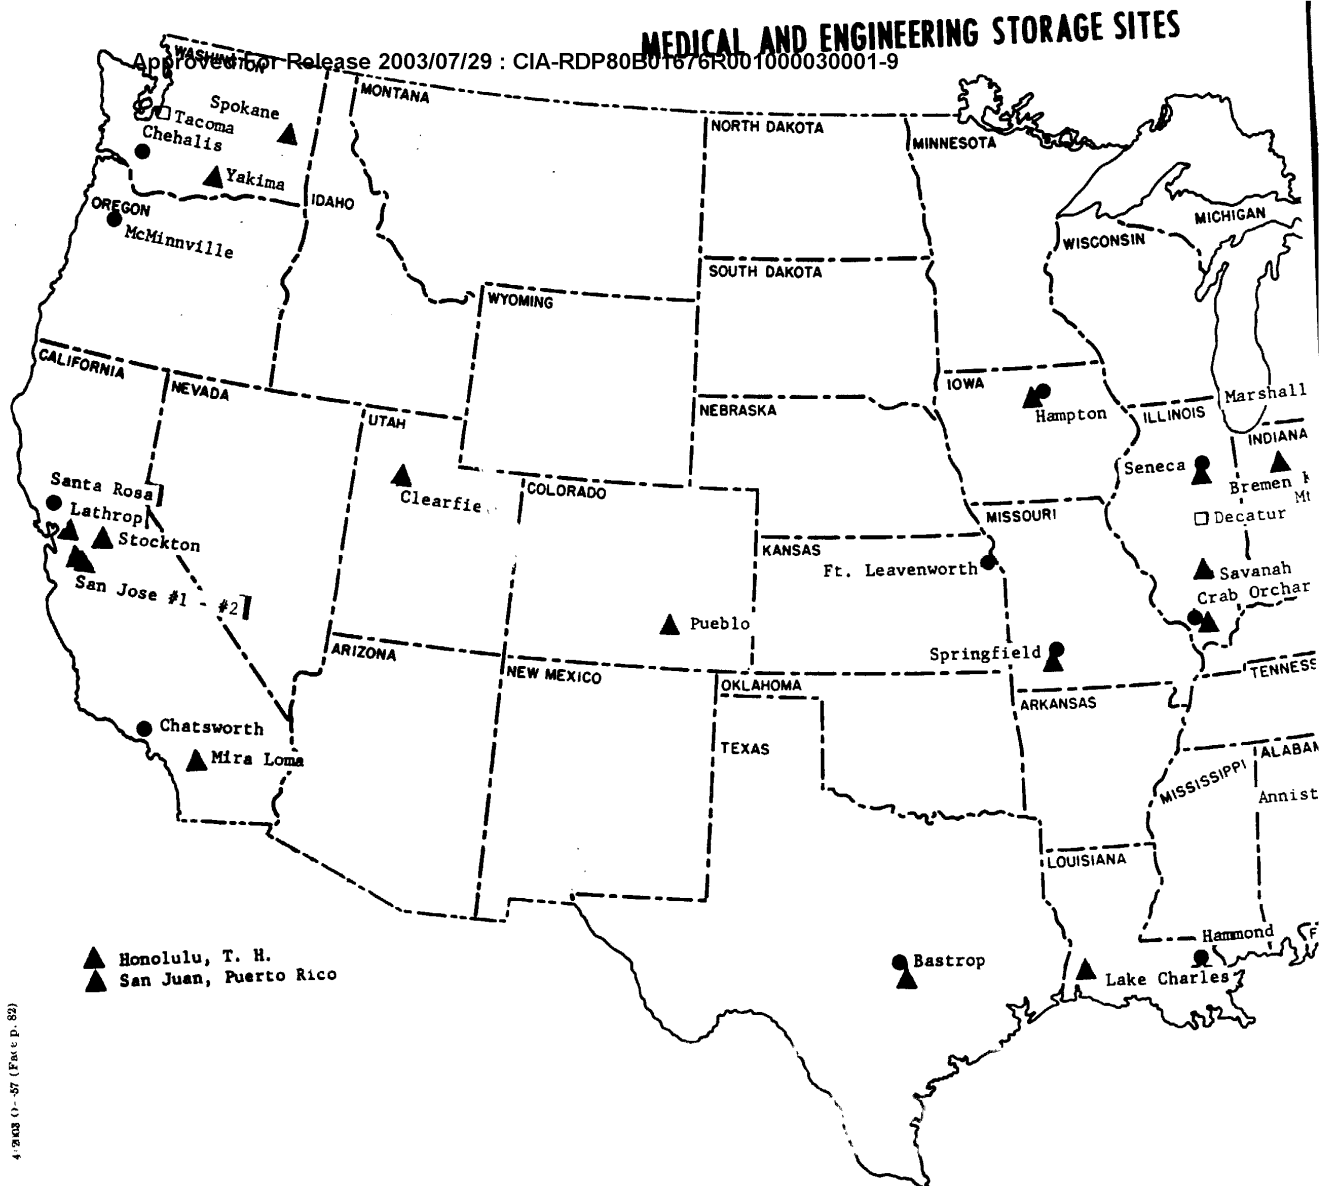 MEDICAL AND ENGINEERING STORAGE SITES
Approved For Release 2003/07/29 : CIA-RDP80B01676R001000030001-9
WASHINGTON
MONTANA
Spokane
Tacoma
Chehalis
Yakima
NORTH DAKOTA
MINNESOTA
IDAHO
OREGON
McMinnville
MICHIGAN
WISCONSIN
SOUTH DAKOTA
WYOMING
CALIFORNIA
NEVADA
IOWA
Hampton
Marshall
NEBRASKA
UTAH
ILLINOIS
INDIANA
Seneca
Bremen
Santa Rosa
Clearfie
COLORADO
Lathrop
Stockton
MISSOURI
Decatur
KANSAS
Ft. Leavenworth
San Jose #1 - #2
Savanah
Crab Orchar
Pueblo
Springfield
ARIZONA
NEW MEXICO
OKLAHOMA
TENNESS
ARKANSAS
Chatsworth
Mira Loma
TEXAS
ALABAM
MISSISSIPPI
Annist
LOUISIANA
Hammond
Honolulu, T. H.
San Juan, Puerto Rico
Bastrop
Lake Charles
(Face p. 82)